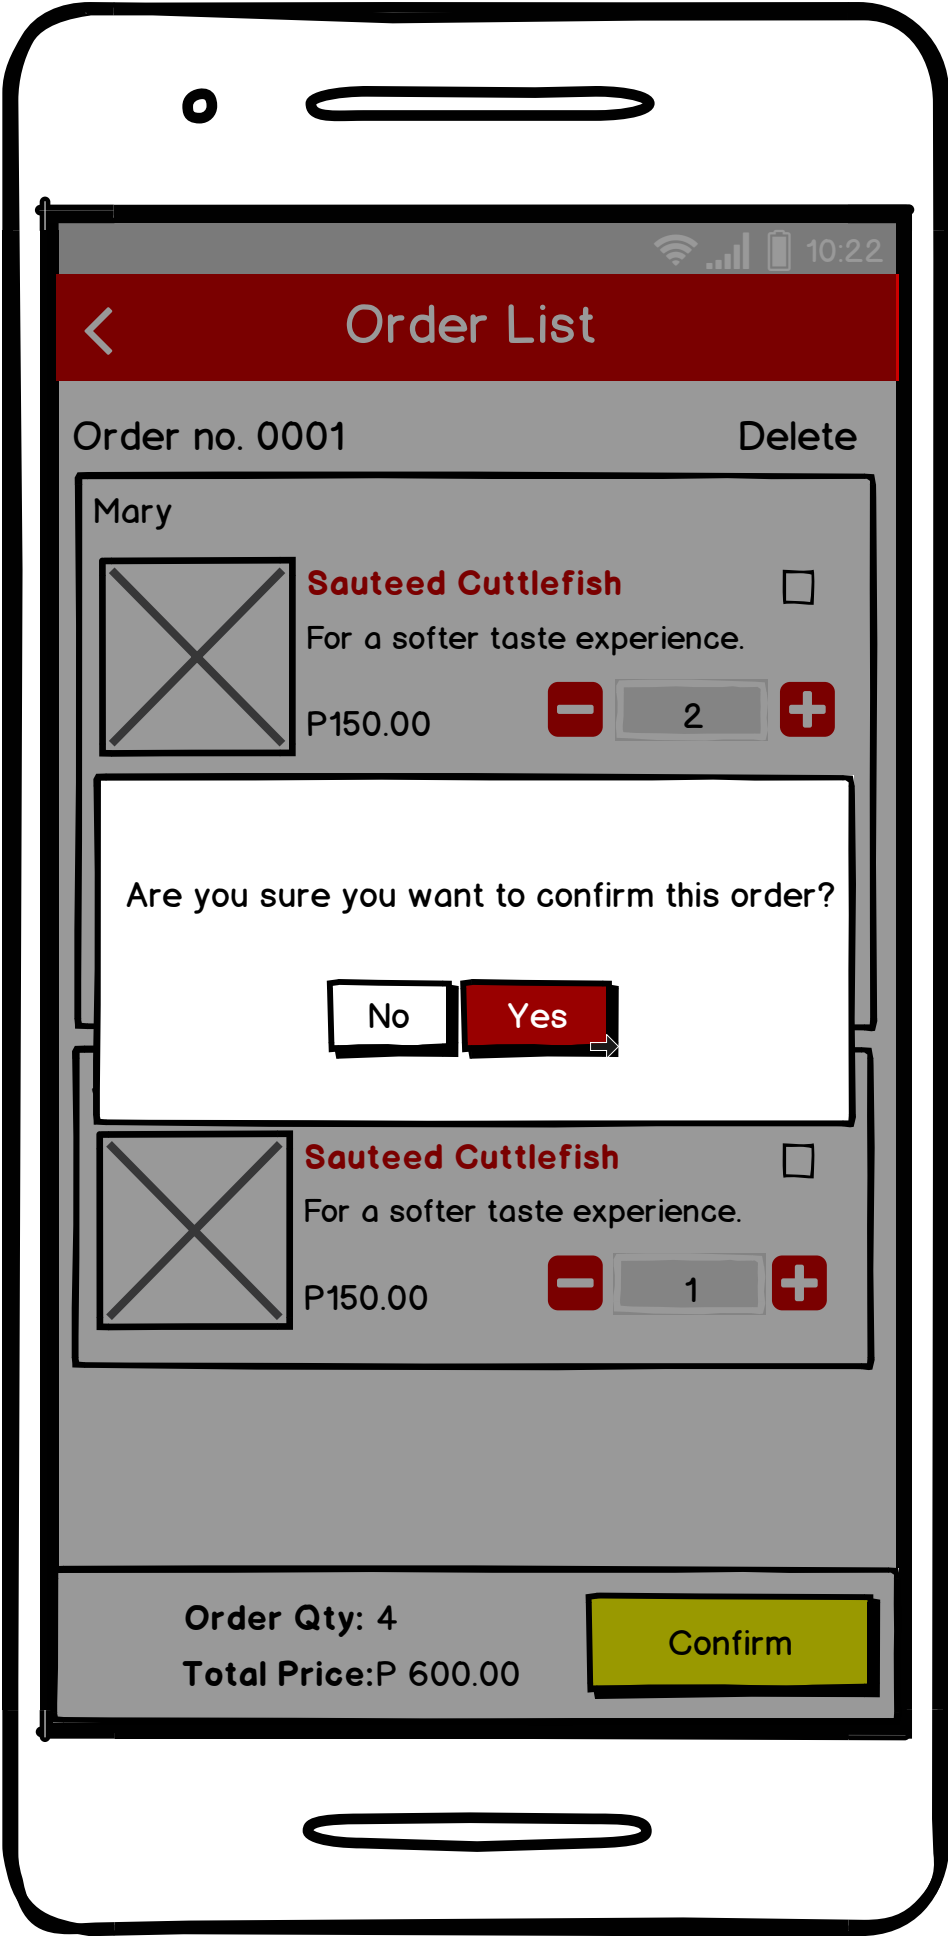 10:22
Order List
Order no. 0001 Delete
Mary
Sauteed Cuttlefish
For a softer taste experience.
P150.00 2
Are you sure you want to confirm this order?
No Yes
Sauteed Cuttlefish
For a softer taste experience.
P150.00 1
Order Qty: 4
Confirm
Total Price:P 600.00